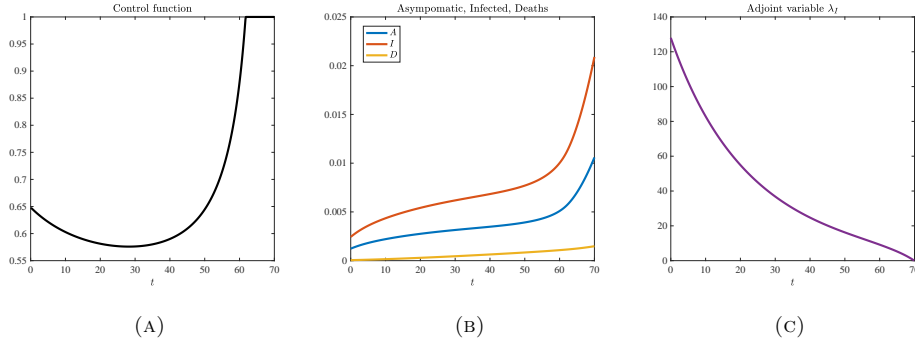 Control function
1
0.95
0.9
0.85
0.8
0.75
0.7
0.65
0.6
0.55
0 10 20 30 40 50 60 70
t
(A)
Asympomatic, Infected, Deaths
A
I
D
0.025
0.02
0.015
0.01
0.005
0
0 10 20 30 40 50 60 70
t
(B)
Adjoint variable λ_I
140
120
100
80
60
40
20
0
0 10 20 30 40 50 60 70
t
(C)